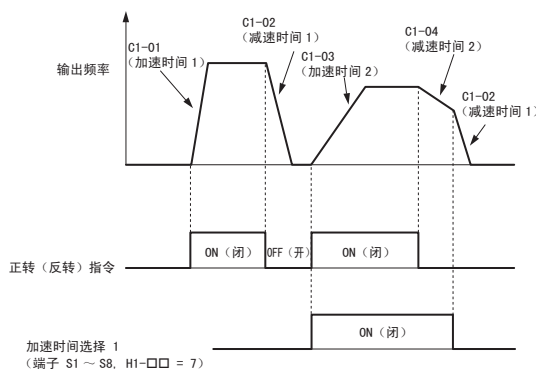 C1-01
（加速时间 1）
C1-02
（减速时间 1）
C1-03
（加速时间 2）
C1-04
（减速时间 2）
C1-02
（减速时间 1）
输出频率
正转（反转）指令
ON（闭）
OFF（开）
ON（闭）
加速时间选择 1
（端子 S1 ～ S8, H1-□□ = 7）
ON（闭）